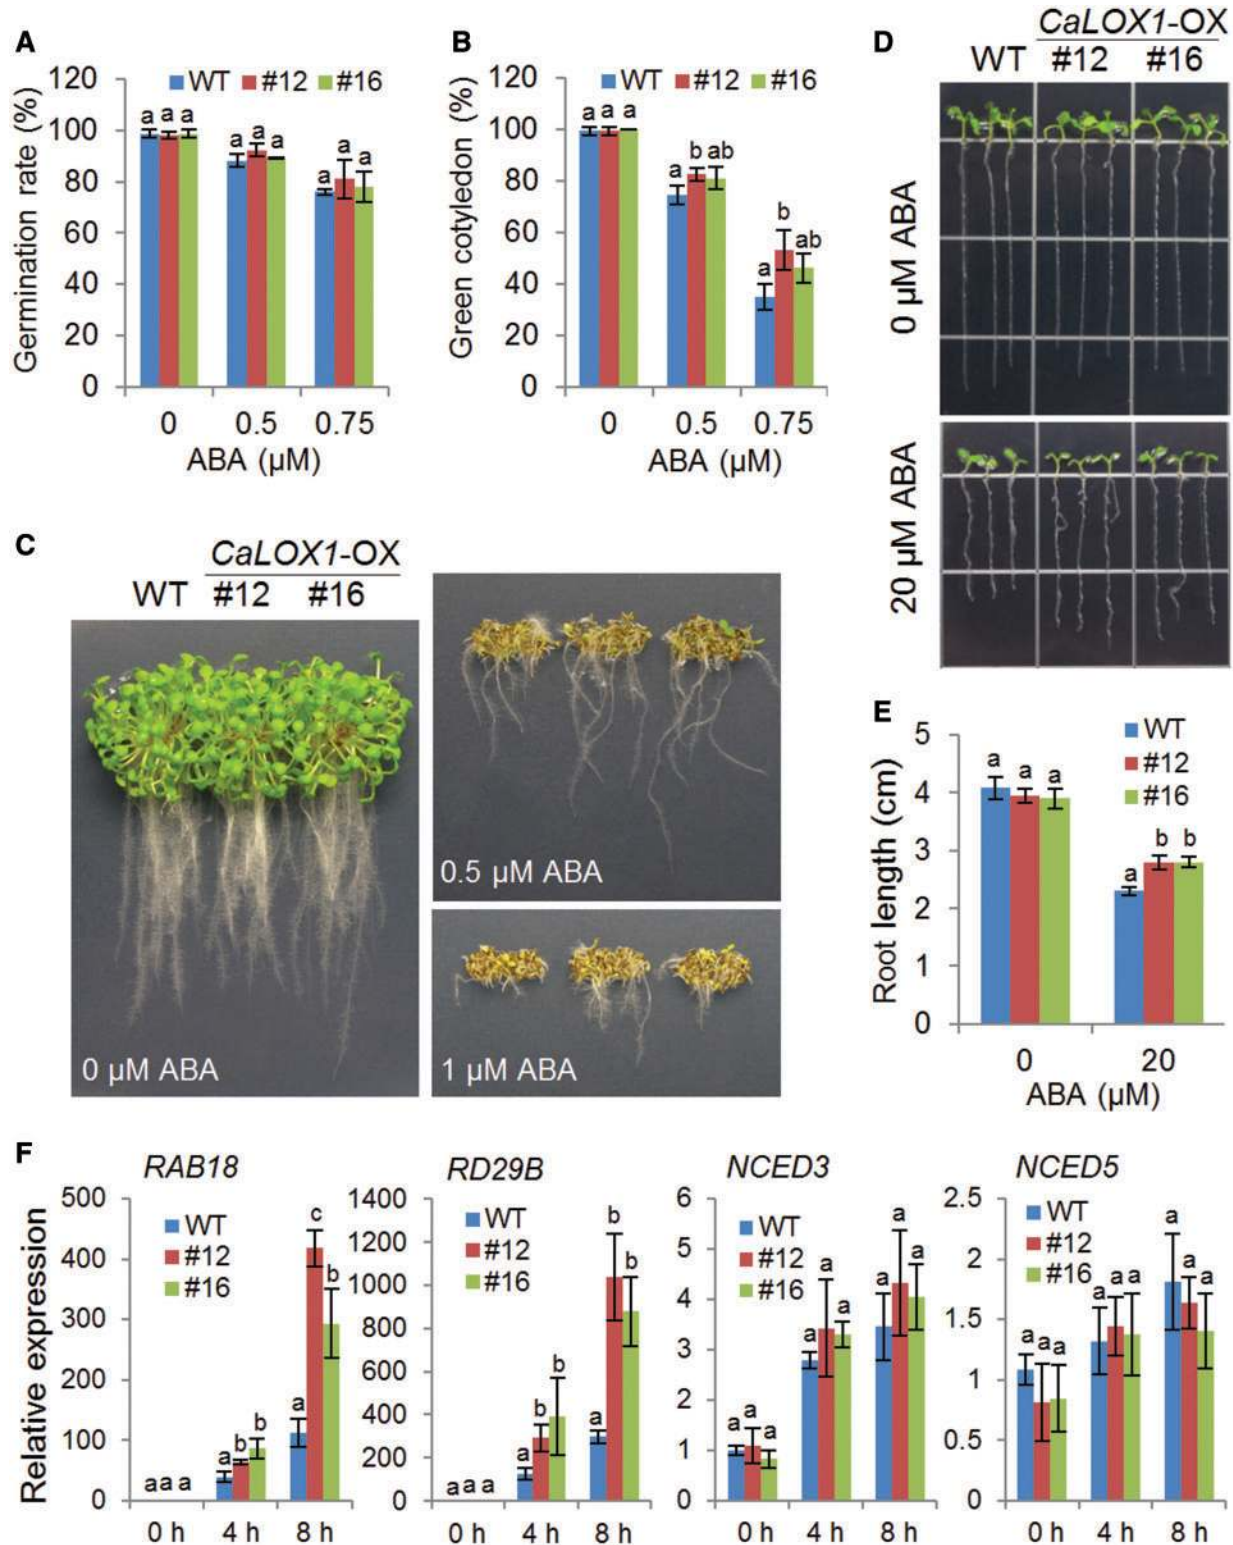 A
WT #12 #16
Germination rate (%)
120
100
80
60
40
20
0
a a a
a a a
a a a
0 0.5 0.75
ABA (µM)
B
WT #12 #16
Green cotyledon (%)
120
100
80
60
40
20
0
a a a
a b ab
a b ab
0 0.5 0.75
ABA (µM)
C
CaLOX1-OX
WT #12 #16
0 µM ABA
0.5 µM ABA
1 µM ABA
D
CaLOX1-OX
WT #12 #16
0 µM ABA
20 µM ABA
E
WT
#12
#16
Root length (cm)
5
4
3
2
1
0
a a a
a b b
0 20
ABA (µM)
F
Relative expression
RAB18
WT
#12
#16
500
400
300
200
100
0
a a a
a b b
a c b
0 h 4 h 8 h
RD29B
WT
#12
#16
1400
1200
1000
800
600
400
200
0
a a a
a b b
a b b
0 h 4 h 8 h
NCED3
WT
#12
#16
6
5
4
3
2
1
0
a a a
a a a
a a a
0 h 4 h 8 h
NCED5
WT
#12
#16
2.5
2
1.5
1
0.5
0
a a a
a a a
a a a
0 h 4 h 8 h